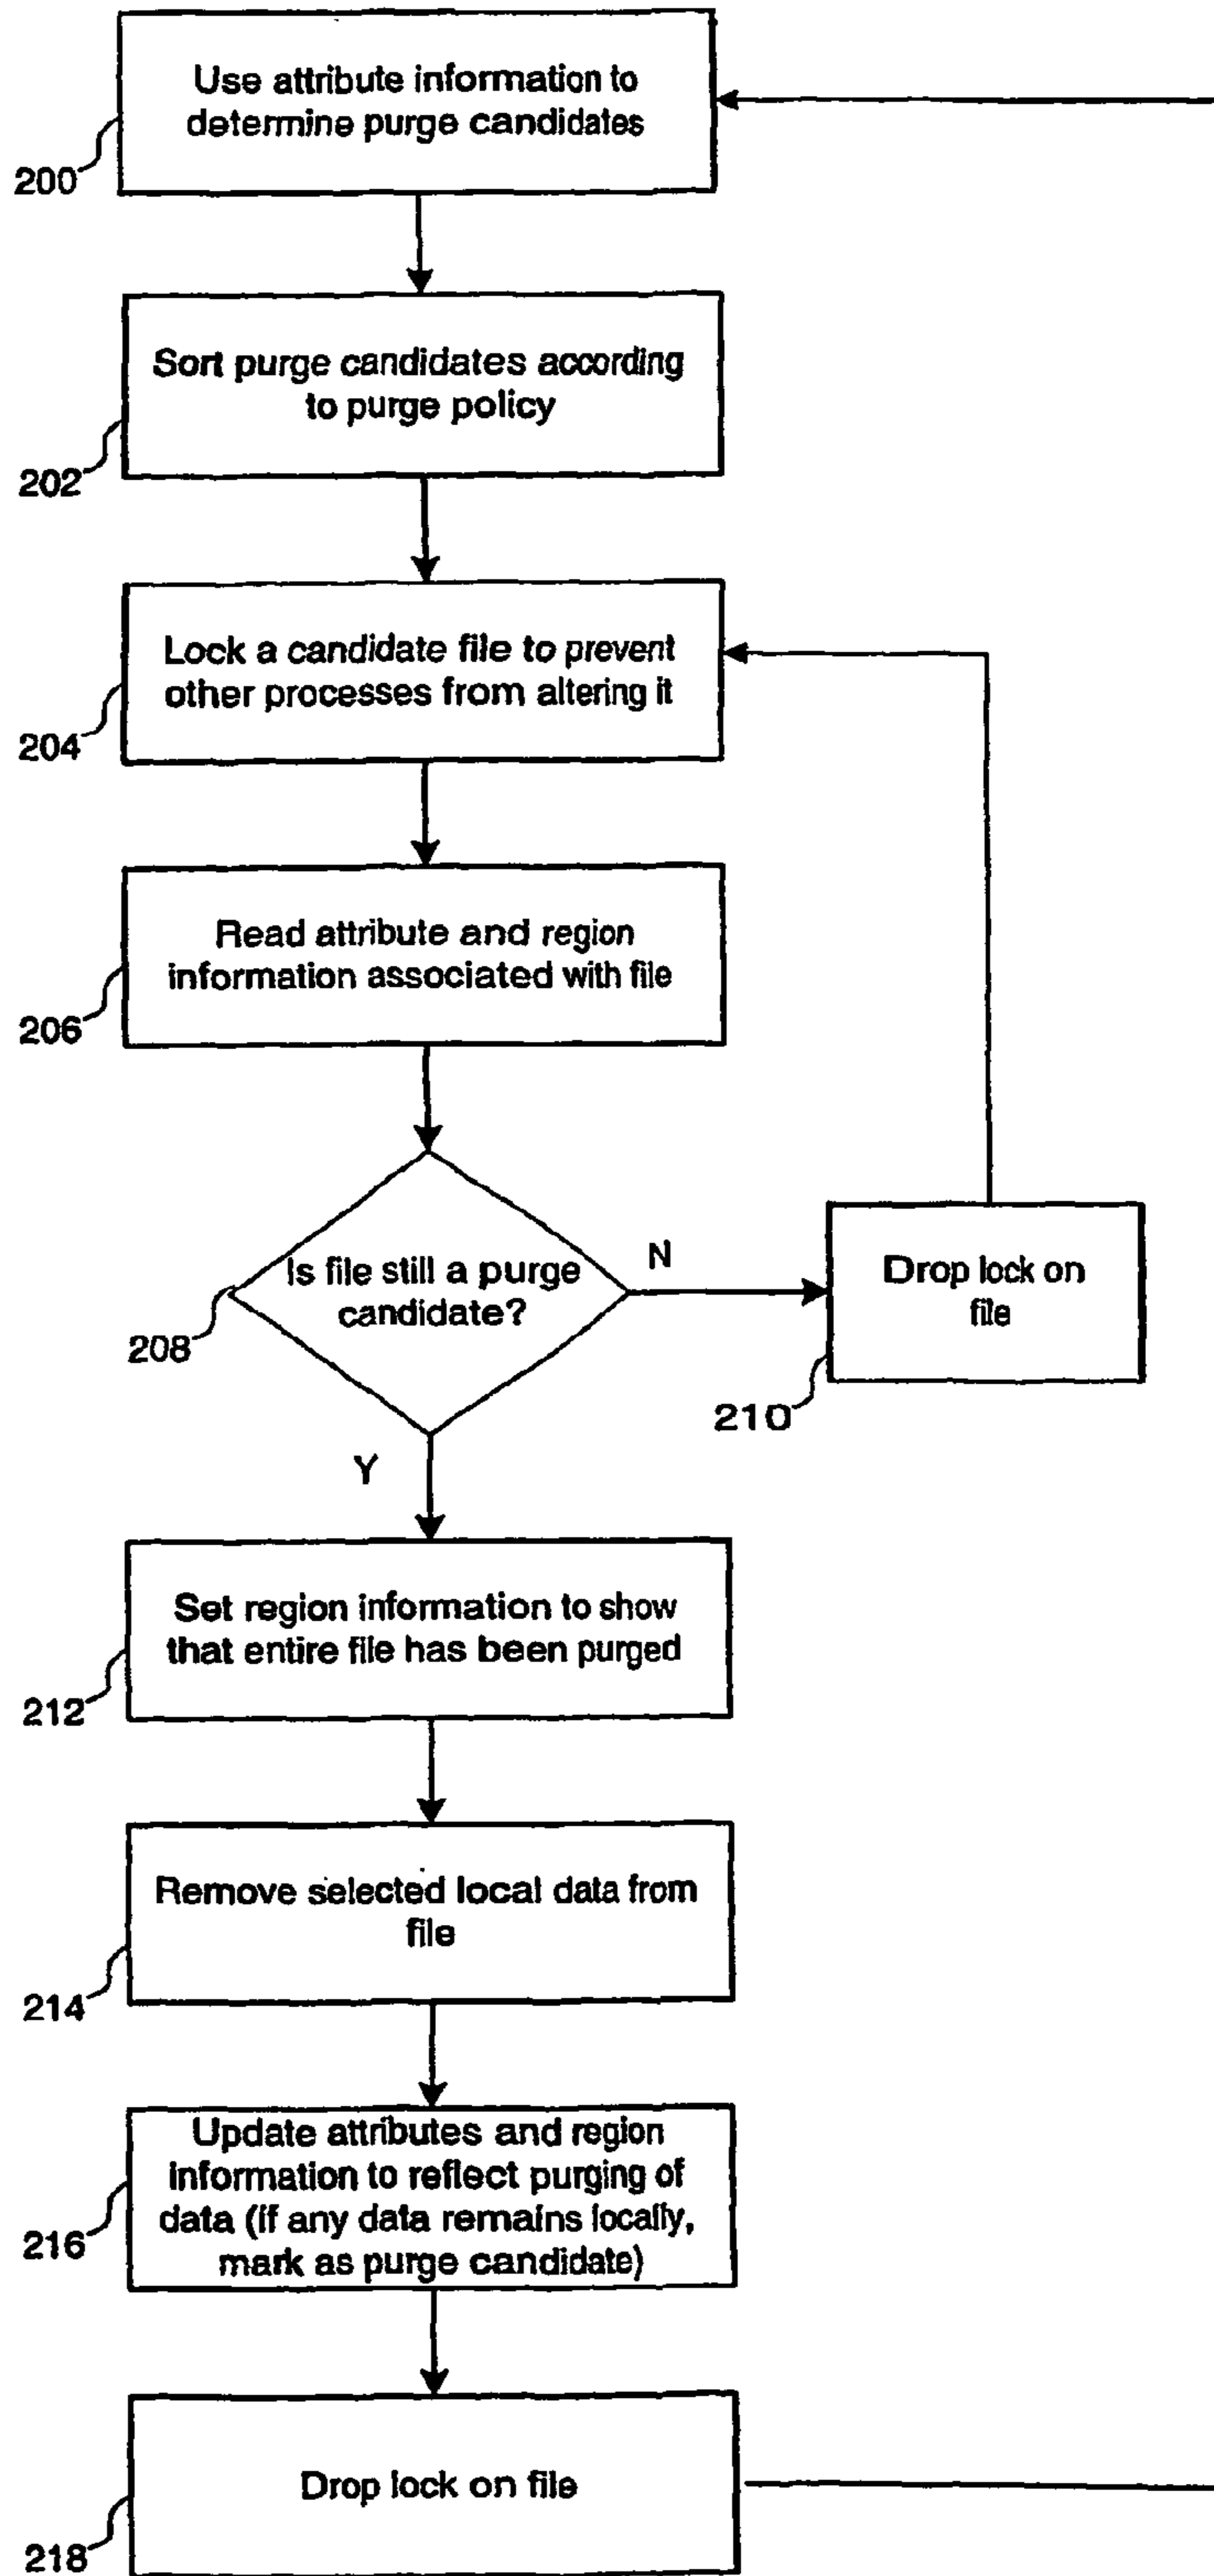 Use attribute information to
determine purge candidates
200
Sort purge candidates according
to purge policy
202
Lock a candidate file to prevent
other processes from altering it
204
Read attribute and region
information associated with file
206
Is file still a purge
candidate?
208
N
Drop lock on
file
210
Y
Set region information to show
that entire file has been purged
212
Remove selected local data from
file
214
Update attributes and region
information to reflect purging of
data (if any data remains locally,
mark as purge candidate)
216
Drop lock on file
218